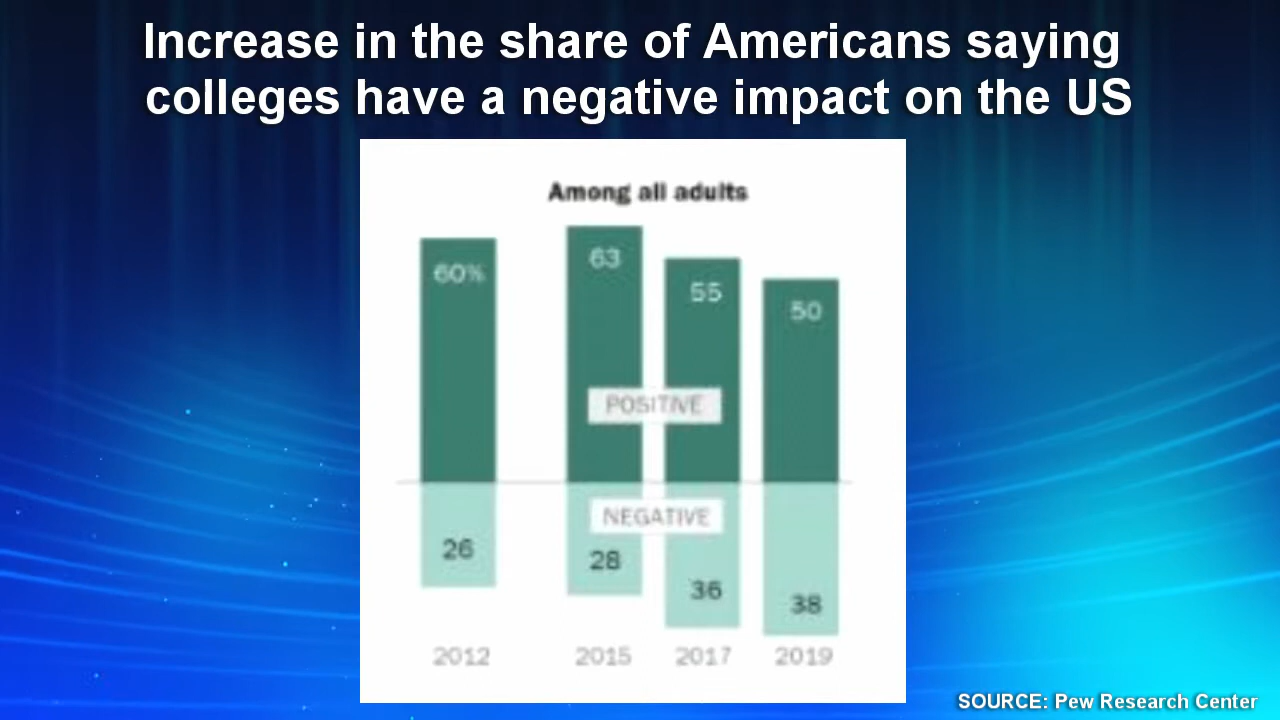 Increase in the share of Americans saying
colleges have a negative impact on the US
Among all adults
60% 63 55 50
POSITIVE
NEGATIVE
26 28 36 38
2012 2015 2017 2019
SOURCE: Pew Research Center